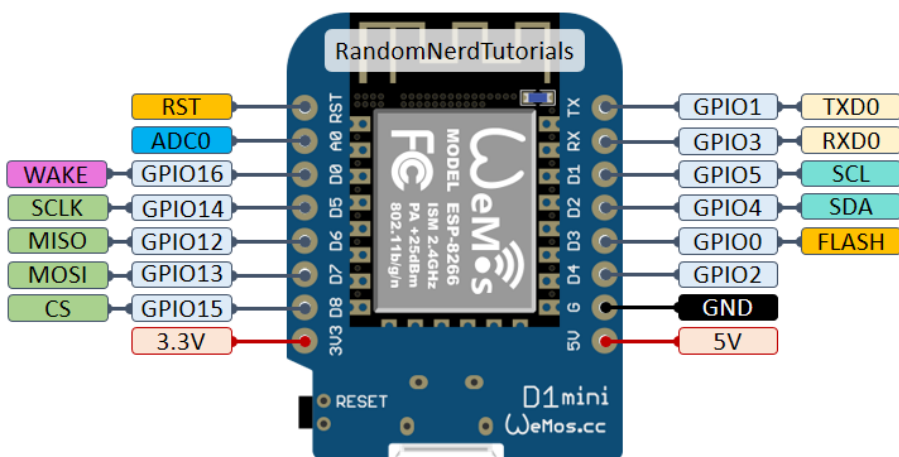 RandomNerdTutorials
RST RST TX GPIO1 TXD0
ADC0 A0 RX GPIO3 RXD0
WAKE GPIO16 D0 D1 GPIO5 SCL
SCLK GPIO14 D5 D2 GPIO4 SDA
MISO GPIO12 D6 D3 GPIO0 FLASH
MOSI GPIO13 D7 D4 GPIO2
CS GPIO15 D8 G GND
3.3V 3V3 5V 5V
WeMos
MODEL ESP-8266
ISM 2.4GHz
PA +25dBm
802.11b/g/n
FC
RESET
D1 mini
WeMos.cc